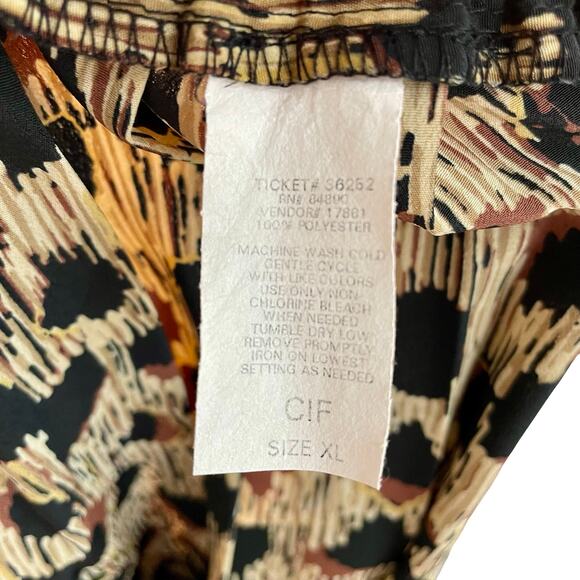 TICKET# S6252
RN# 84890
VENDOR# 17881
100% POLYESTER
MACHINE WASH COLD
GENTLE CYCLE
WITH LIKE COLORS
USE ONLY NON-
CHLORINE BLEACH
WHEN NEEDED
TUMBLE DRY LOW
REMOVE PROMPTLY
IRON ON LOWEST
SETTING AS NEEDED
CIF
SIZE XL